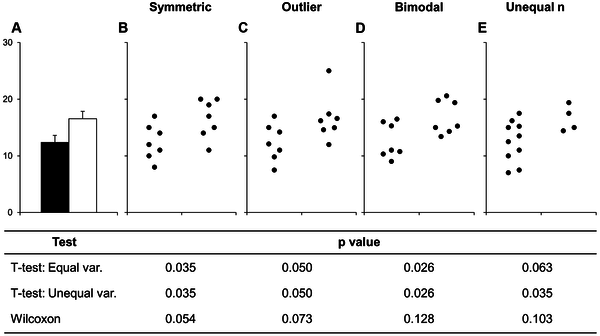 Symmetric Outlier Bimodal Unequal n
A B C D E
30
20
10
0
Test p value
T-test: Equal var. 0.035 0.050 0.026 0.063
T-test: Unequal var. 0.035 0.050 0.026 0.035
Wilcoxon 0.054 0.073 0.128 0.103